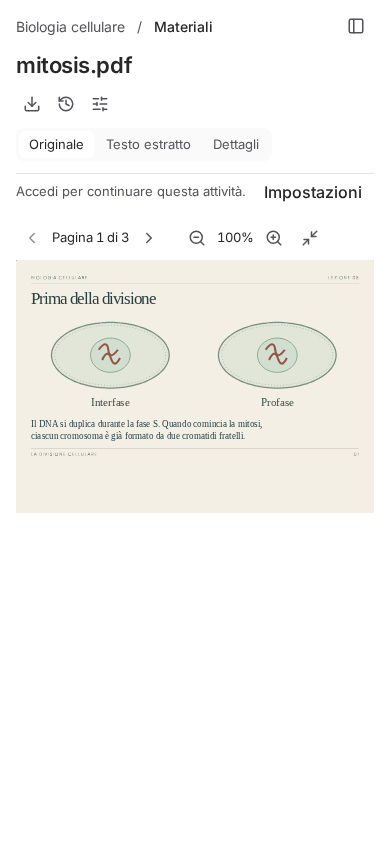 Biologia cellulare / Materiali
mitosis.pdf
Originale Testo estratto Dettagli
Accedi per continuare questa attività. Impostazioni
Pagina 1 di 3 100%
BIOLOGIA CELLULARE
Prima della divisione
Interfase Profase
Il DNA si duplica durante la fase S. Quando comincia la mitosi,
ciascun cromosoma è già formato da due cromatidi fratelli.
LA DIVISIONE CELLULARE 01